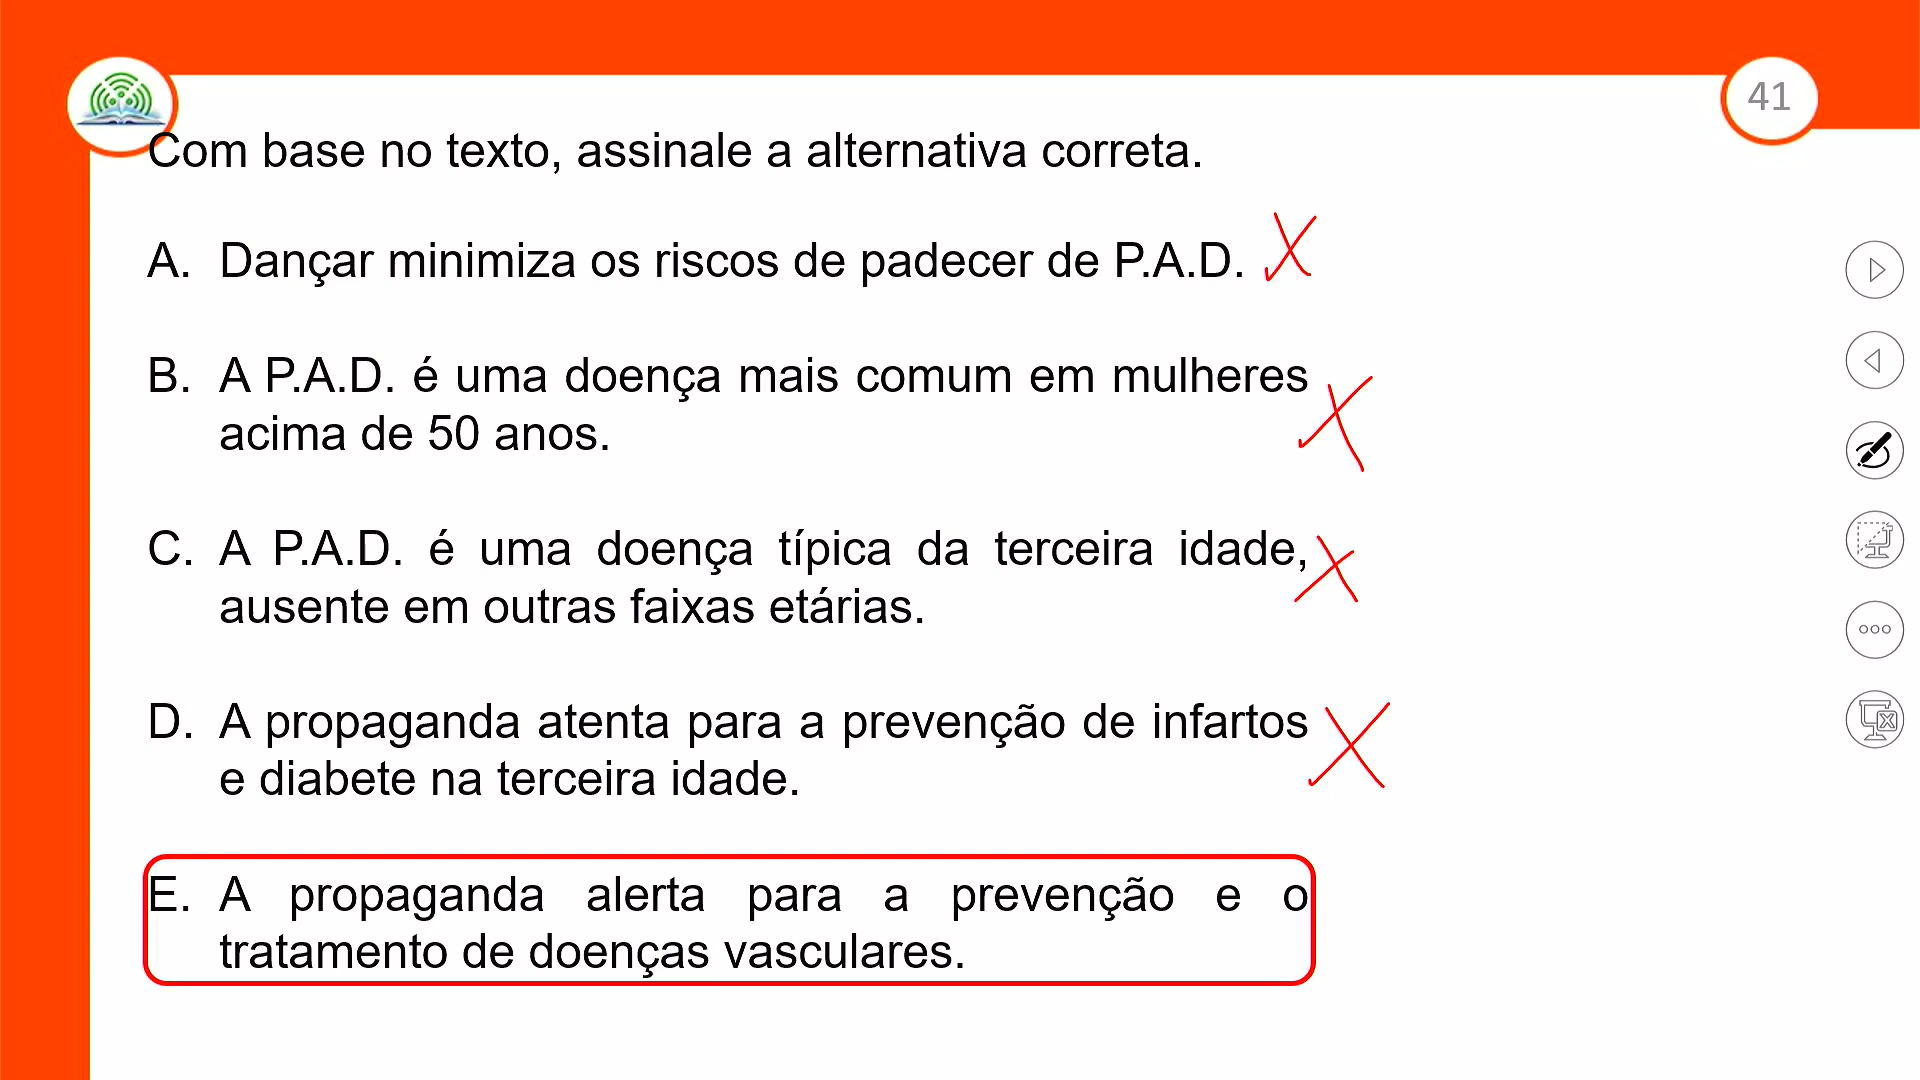 41
Com base no texto, assinale a alternativa correta.
A. Dançar minimiza os riscos de padecer de P.A.D.
B. A P.A.D. é uma doença mais comum em mulheres
acima de 50 anos.
C. A P.A.D. é uma doença típica da terceira idade,
ausente em outras faixas etárias.
D. A propaganda atenta para a prevenção de infartos
e diabete na terceira idade.
E. A propaganda alerta para a prevenção e o
tratamento de doenças vasculares.